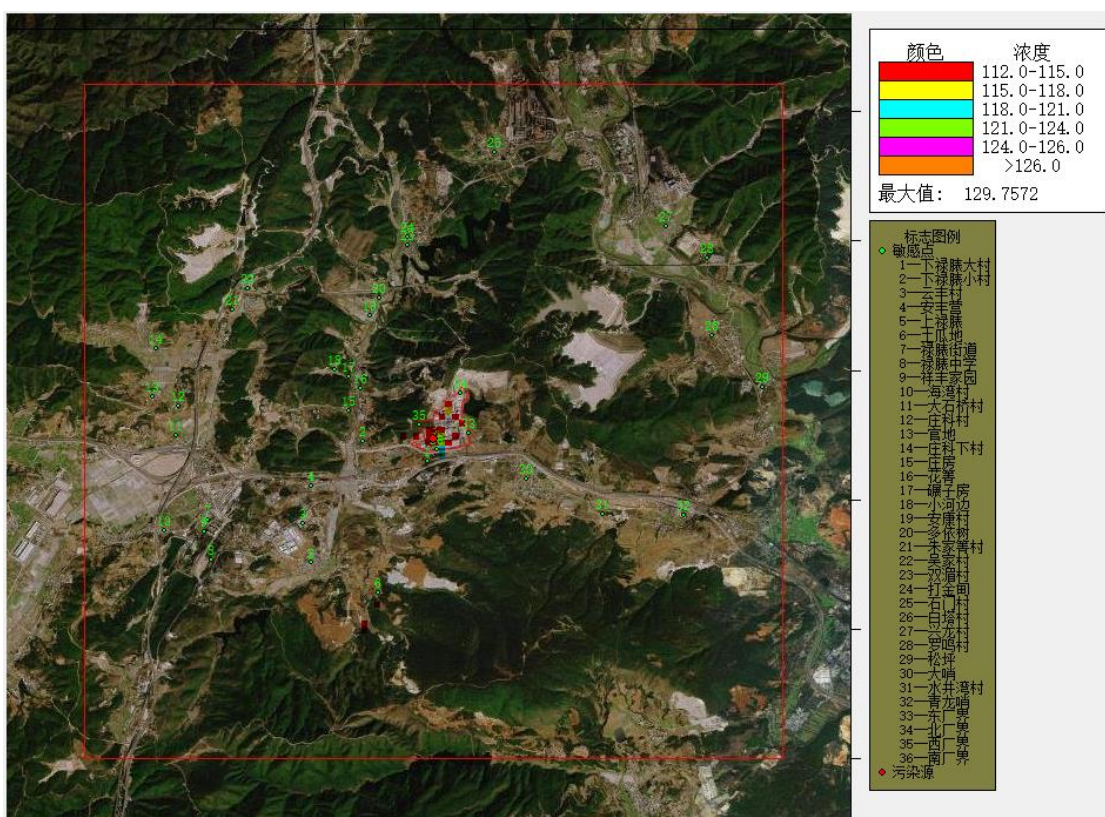 颜色 浓度
112.0-115.0
115.0-118.0
118.0-121.0
121.0-124.0
124.0-126.0
>126.0
最大值: 129.7572
标志图例
敏感点
1—下禄脿大村
2—下禄脿小村
3—云丰村
4—安丰营
5—上禄脿
6—土瓜地
7—禄脿街道
8—禄脿中学
9—祥丰家园
10—海湾村
11—大石桥村
12—庄科村
13—官地
14—庄科下村
15—庄房
16—花箐
17—碾子房
18—小河边
19—安康村
20—多依树
21—朱家箐村
22—吴家村
23—双湄村
24—打金甸
25—石门村
26—白塔村
27—兴龙村
28—罗鸣村
29—松坪
30—大哨
31—水井湾村
32—青龙哨
33—东厂界
34—北厂界
35—西厂界
36—南厂界
污染源
35